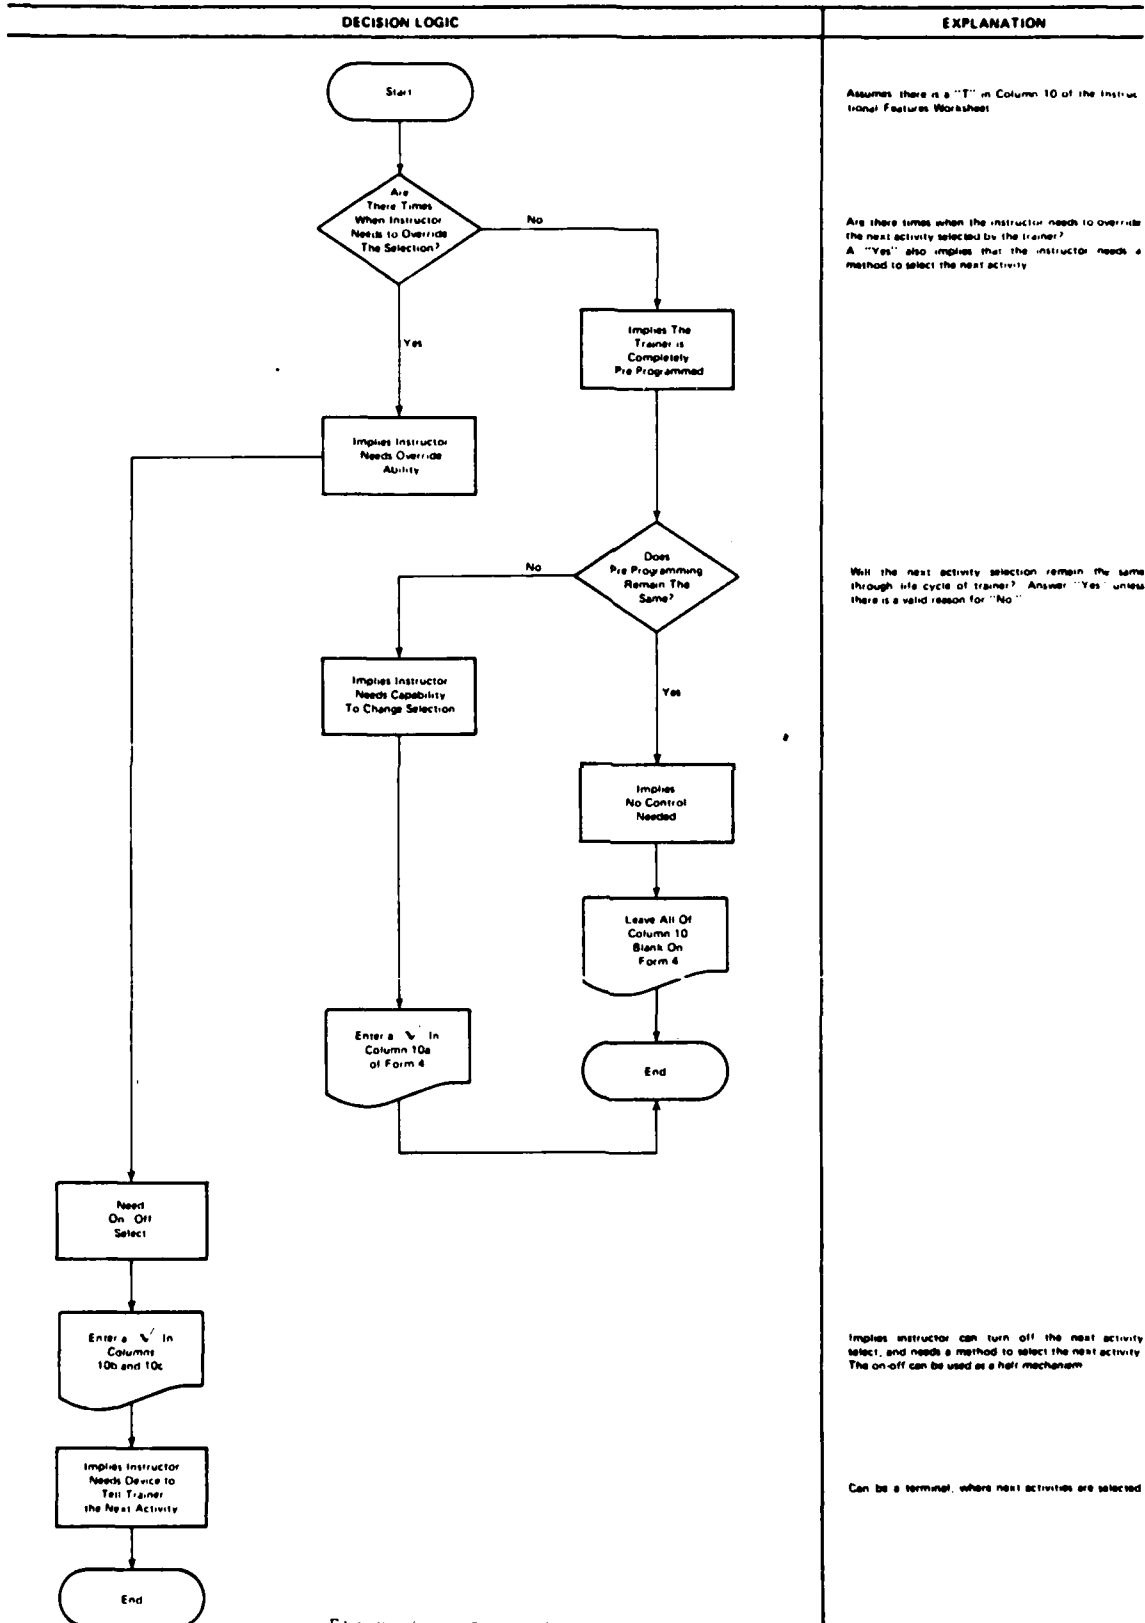 DECISION LOGIC
EXPLANATION
Start
Assumes there is a "T" in Column 10 of the Instruc
tional Features Worksheet
Are
There Times
When Instructor
Needs to Override
The Selection?
No
Yes
Are there times when the instructor needs to override
the next activity selected by the trainer?
A "Yes" also implies that the instructor needs a
method to select the next activity
Implies The
Trainer is
Completely
Pre Programmed
Implies Instructor
Needs Override
Ability
Does
Pre Programming
Remain The
Same?
No
Yes
Will the next activity selection remain the same
through life cycle of trainer? Answer "Yes" unless
there is a valid reason for "No"
Implies Instructor
Needs Capability
To Change Selection
Implies
No Control
Needed
Leave All Of
Column 10
Blank On
Form 4
Enter a "✓" In
Column 10a
of Form 4
End
Need
On Off
Select
Enter a "✓" In
Columns
10b and 10c
Implies instructor can turn off the next activity
select, and needs a method to select the next activity
The on-off can be used as a halt mechanism
Implies Instructor
Needs Device to
Tell Trainer
the Next Activity
Can be a terminal, where next activities are selected
End